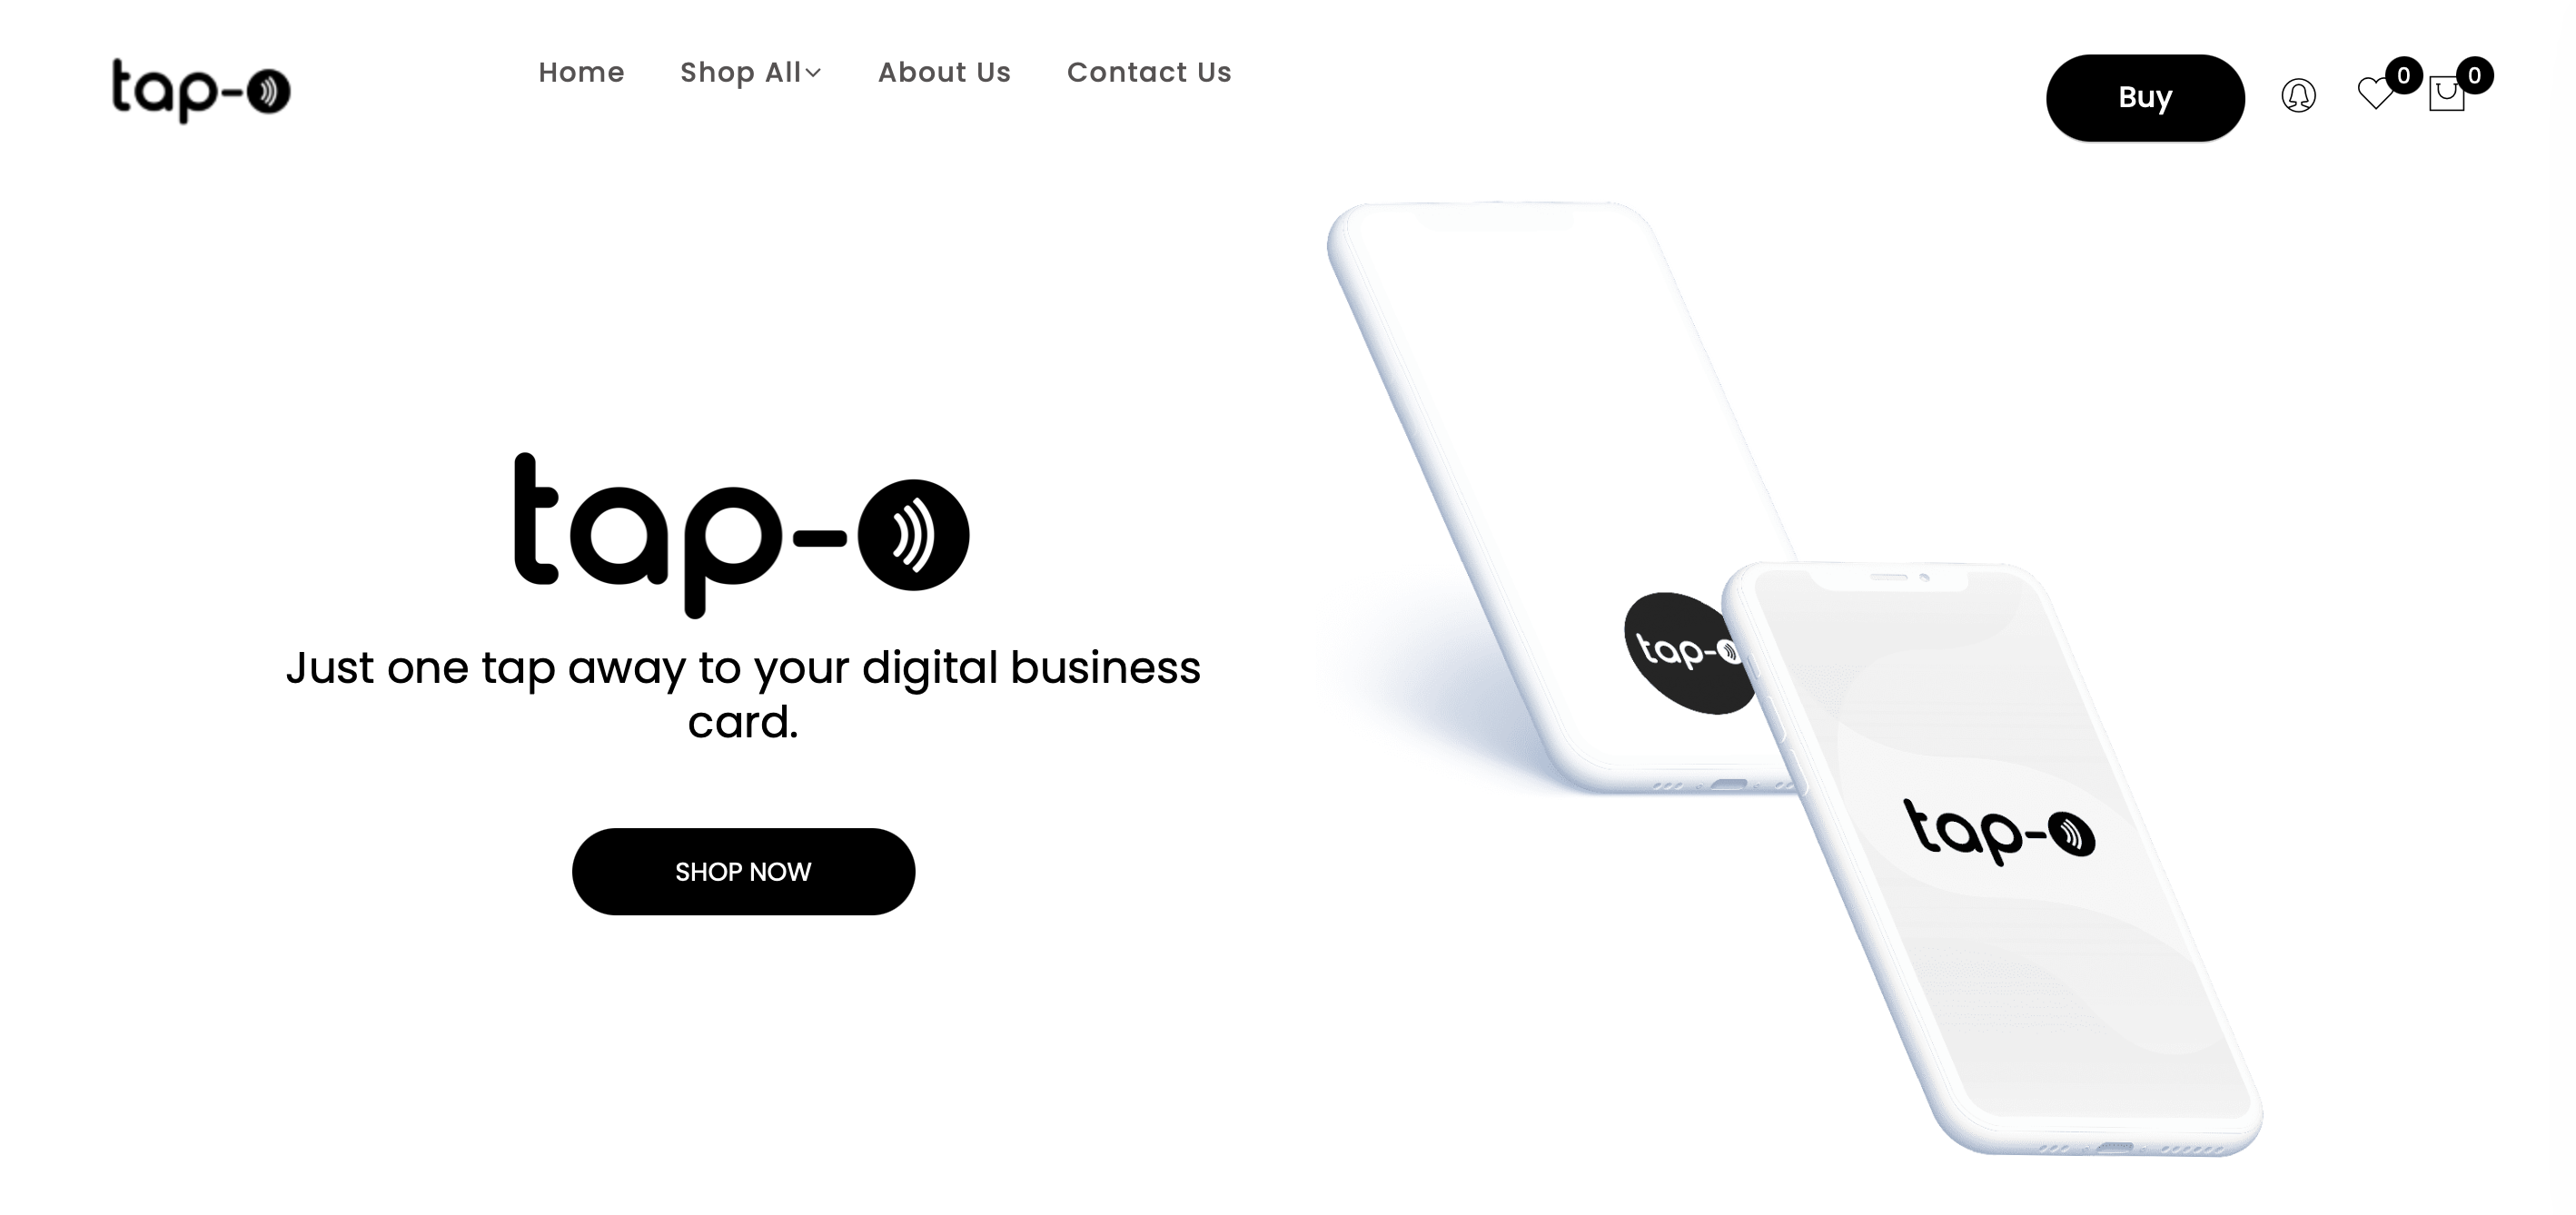 tap-o
Home
Shop All
About Us
Contact Us
Buy
0
0
tap-o
Just one tap away to your digital business
card.
SHOP NOW
tap-o
tap-o